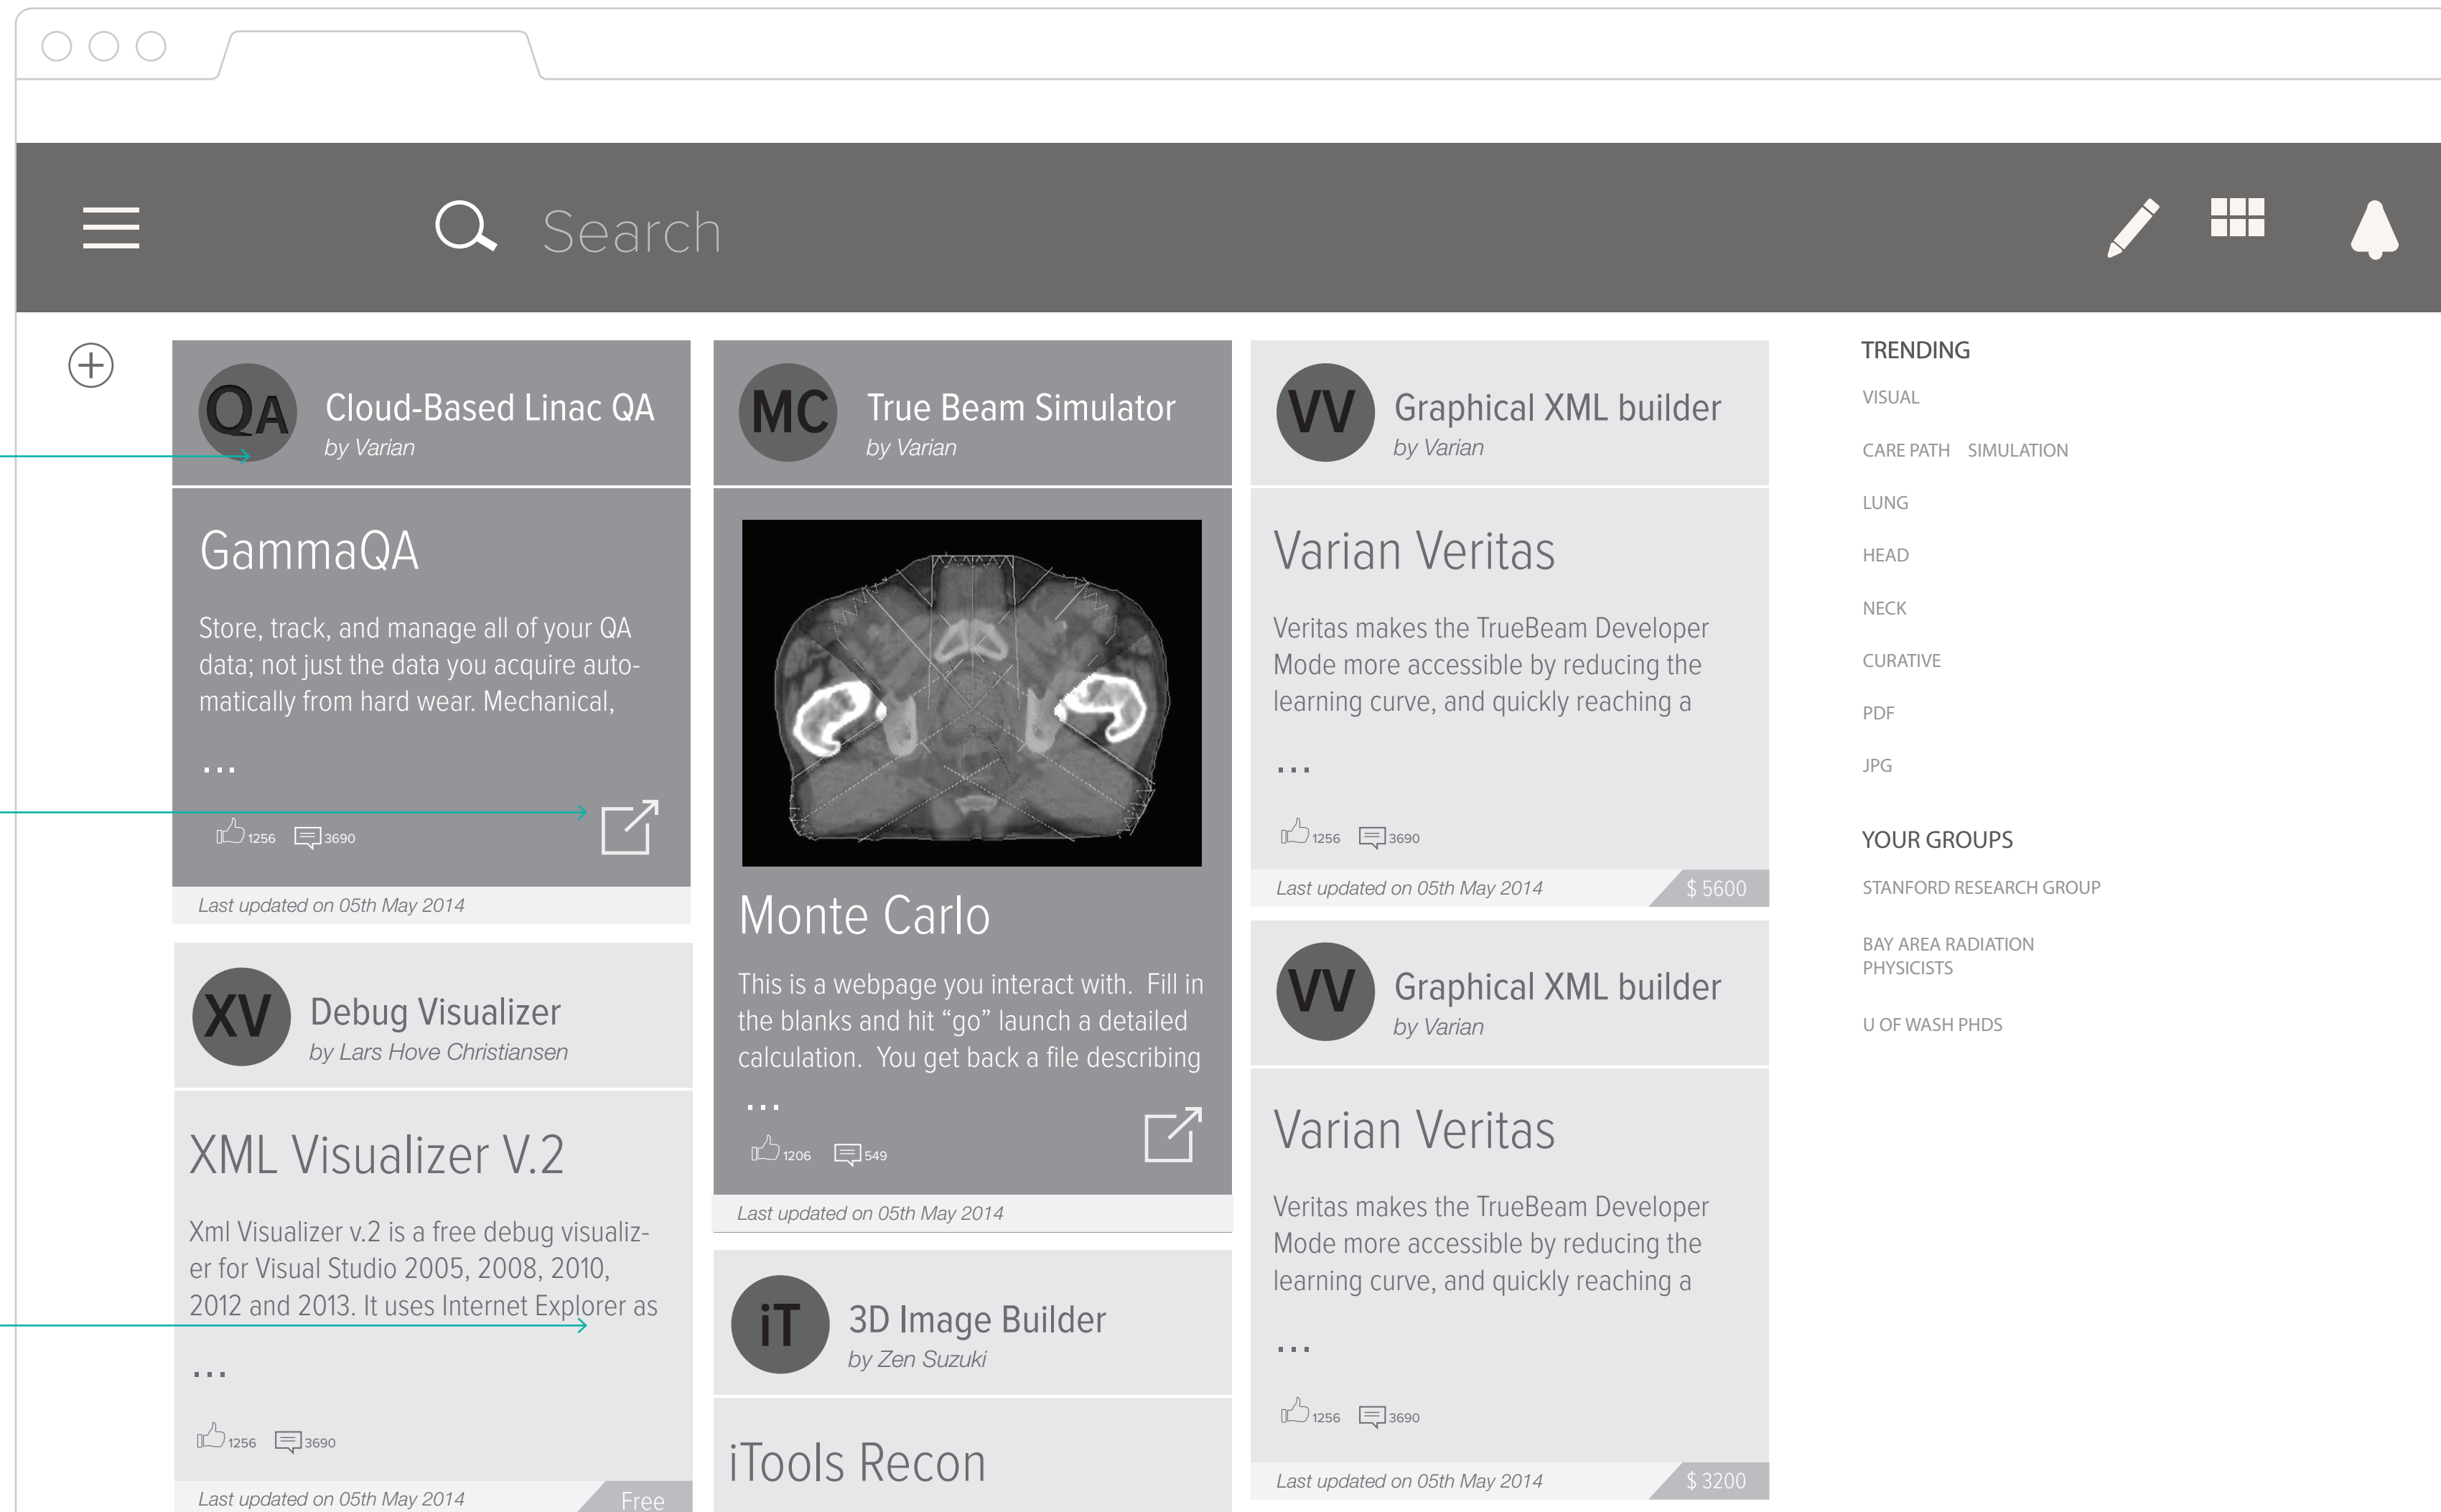 Search
QA
Cloud-Based Linac QA
by Varian
GammaQA
Store, track, and manage all of your QA
data; not just the data you acquire auto-
matically from hard wear. Mechanical,
...
1256 3690
Last updated on 05th May 2014
XV
Debug Visualizer
by Lars Hove Christiansen
XML Visualizer V.2
Xml Visualizer v.2 is a free debug visualiz-
er for Visual Studio 2005, 2008, 2010,
2012 and 2013. It uses Internet Explorer as
...
1256 3690
Last updated on 05th May 2014 Free
MC
True Beam Simulator
by Varian
Monte Carlo
This is a webpage you interact with. Fill in
the blanks and hit “go” launch a detailed
calculation. You get back a file describing
...
1206 549
Last updated on 05th May 2014
iT
3D Image Builder
by Zen Suzuki
iTools Recon
VV
Graphical XML builder
by Varian
Varian Veritas
Veritas makes the TrueBeam Developer
Mode more accessible by reducing the
learning curve, and quickly reaching a
...
1256 3690
Last updated on 05th May 2014 $ 5600
VV
Graphical XML builder
by Varian
Varian Veritas
Veritas makes the TrueBeam Developer
Mode more accessible by reducing the
learning curve, and quickly reaching a
...
1256 3690
Last updated on 05th May 2014 $ 3200
TRENDING
VISUAL
CARE PATH SIMULATION
LUNG
HEAD
NECK
CURATIVE
PDF
JPG
YOUR GROUPS
STANFORD RESEARCH GROUP
BAY AREA RADIATION
PHYSICISTS
U OF WASH PHDS